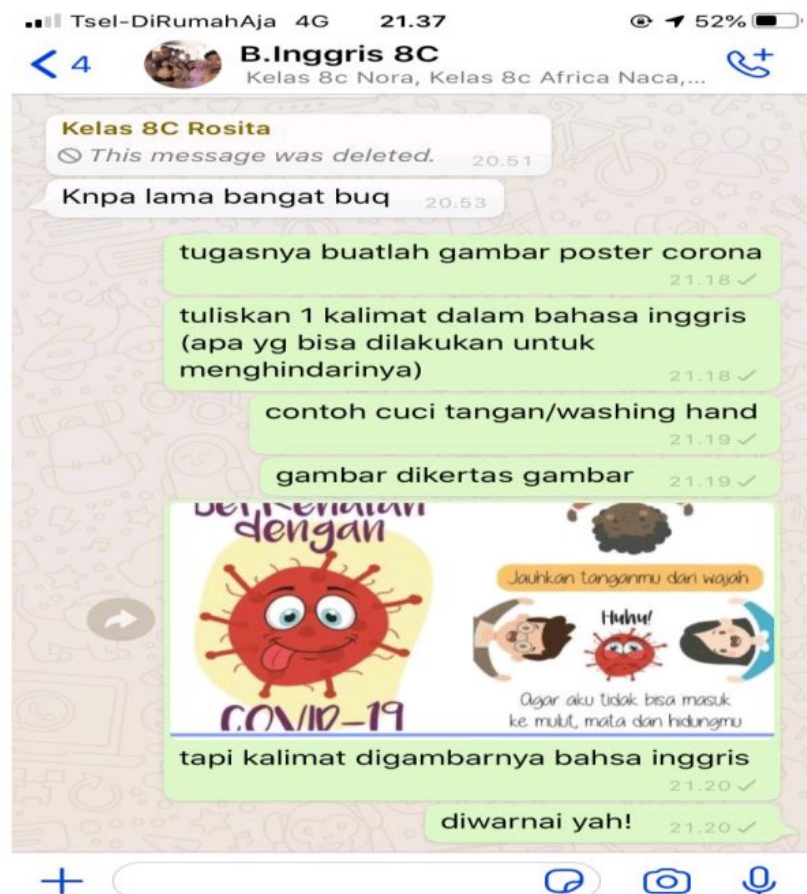 Tsel-DiRumahAja 4G 21.37 52%
4 B.Inggris 8C
Kelas 8c Nora, Kelas 8c Africa Naca,...
Kelas 8C Rosita
This message was deleted. 20.51
Knpa lama bangat buq 20.53
tugasnya buatlah gambar poster corona
21.18
tuliskan 1 kalimat dalam bahasa inggris
(apa yg bisa dilakukan untuk
menghindarinya) 21.18
contoh cuci tangan/washing hand
21.19
gambar dikertas gambar 21.19
Berkenalan
dengan
COVID-19
Jauhkan tanganmu dari wajah
Huhu!
Agar aku tidak bisa masuk
ke mulut, mata dan hidungmu
tapi kalimat digambarnya bahsa inggris
21.20
diwarnai yah! 21.20